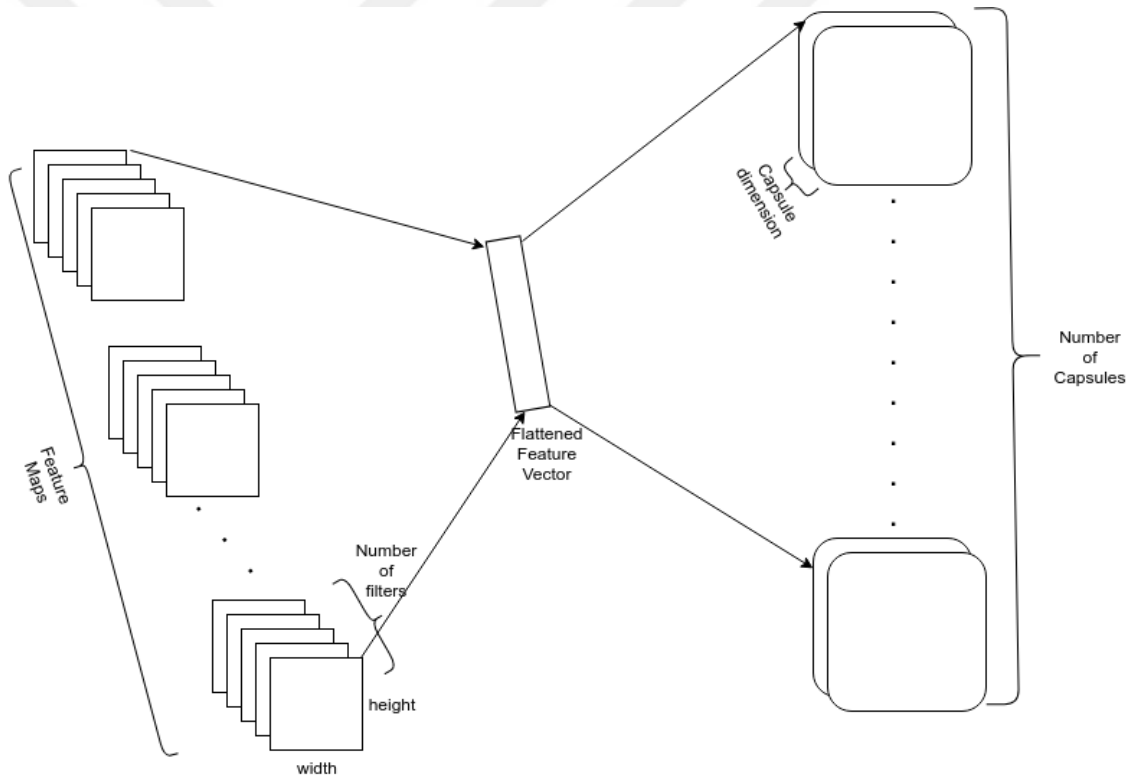 Feature
Maps
Number
of
filters
height
width
Flattened
Feature
Vector
Capsule
dimension
Number
of
Capsules